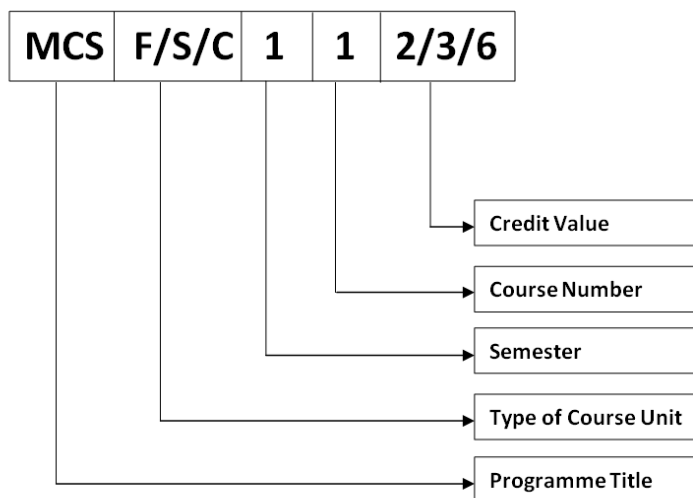 MCS F/S/C 1 1 2/3/6
Credit Value
Course Number
Semester
Type of Course Unit
Programme Title